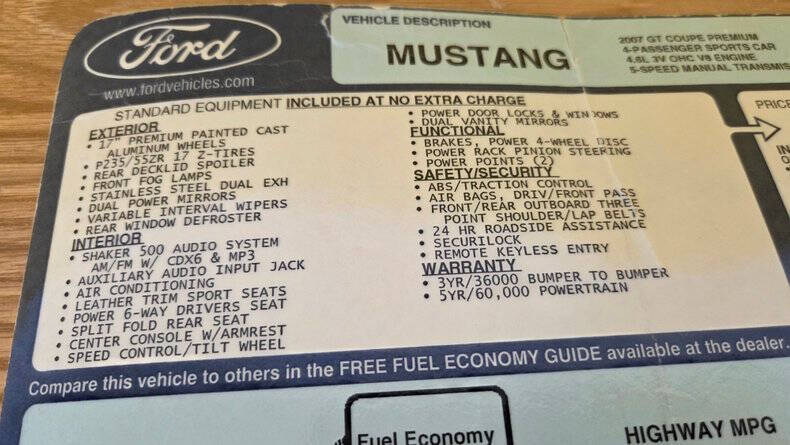 Ford
www.fordvehicles.com
VEHICLE DESCRIPTION
MUSTANG
2007 GT COUPE PREMIUM
4-PASSENGER SPORTS CAR
4.6L 3V OHC V8 ENGINE
5-SPEED MANUAL
STANDARD EQUIPMENT INCLUDED AT NO EXTRA CHARGE
EXTERIOR
• 17" PREMIUM PAINTED CAST
ALUMINUM WHEELS
• P235/55ZR 17 Z-TIRES
• REAR DECKLID SPOILER
• FRONT FOG LAMPS
• STAINLESS STEEL DUAL EXH
• DUAL POWER MIRRORS
• VARIABLE INTERVAL WIPERS
• REAR WINDOW DEFROSTER
INTERIOR
• SHAKER 500 AUDIO SYSTEM
AM/FM W/ CDX6 & MP3
• AUXILIARY AUDIO INPUT JACK
• AIR CONDITIONING
• LEATHER TRIM SPORT SEATS
• POWER 6-WAY DRIVERS SEAT
• SPLIT FOLD REAR SEAT
• CENTER CONSOLE W/ARMREST
• SPEED CONTROL/TILT WHEEL
• POWER DOOR LOCKS & WINDOWS
• DUAL VANITY MIRRORS
FUNCTIONAL
• BRAKES, POWER 4-WHEEL DISC
• POWER RACK PINION STEERING
• POWER POINTS (2)
SAFETY/SECURITY
• ABS/TRACTION CONTROL
• AIR BAGS, DRIV/FRONT PASS
• FRONT/REAR OUTBOARD THREE
POINT SHOULDER/LAP BELTS
• 24 HR ROADSIDE ASSISTANCE
• SECURILOCK
• REMOTE KEYLESS ENTRY
WARRANTY
• 3YR/36000 BUMPER TO BUMPER
• 5YR/60,000 POWERTRAIN
Compare this vehicle to others in the FREE FUEL ECONOMY GUIDE available at the dealer.
Fuel Economy
HIGHWAY MPG